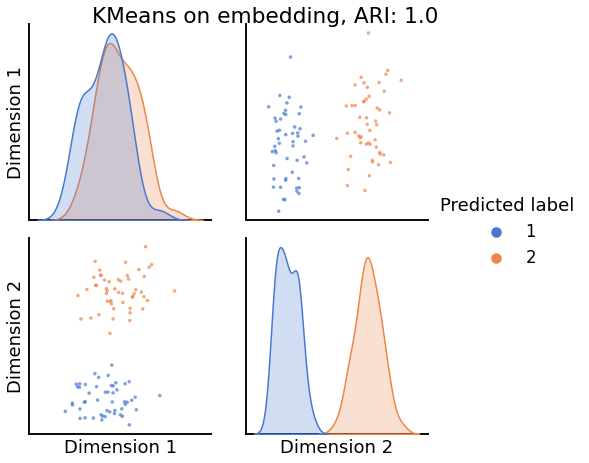 KMeans on embedding, ARI: 1.0
Dimension 1
Predicted label
1
2
Dimension 2
Dimension 1
Dimension 2